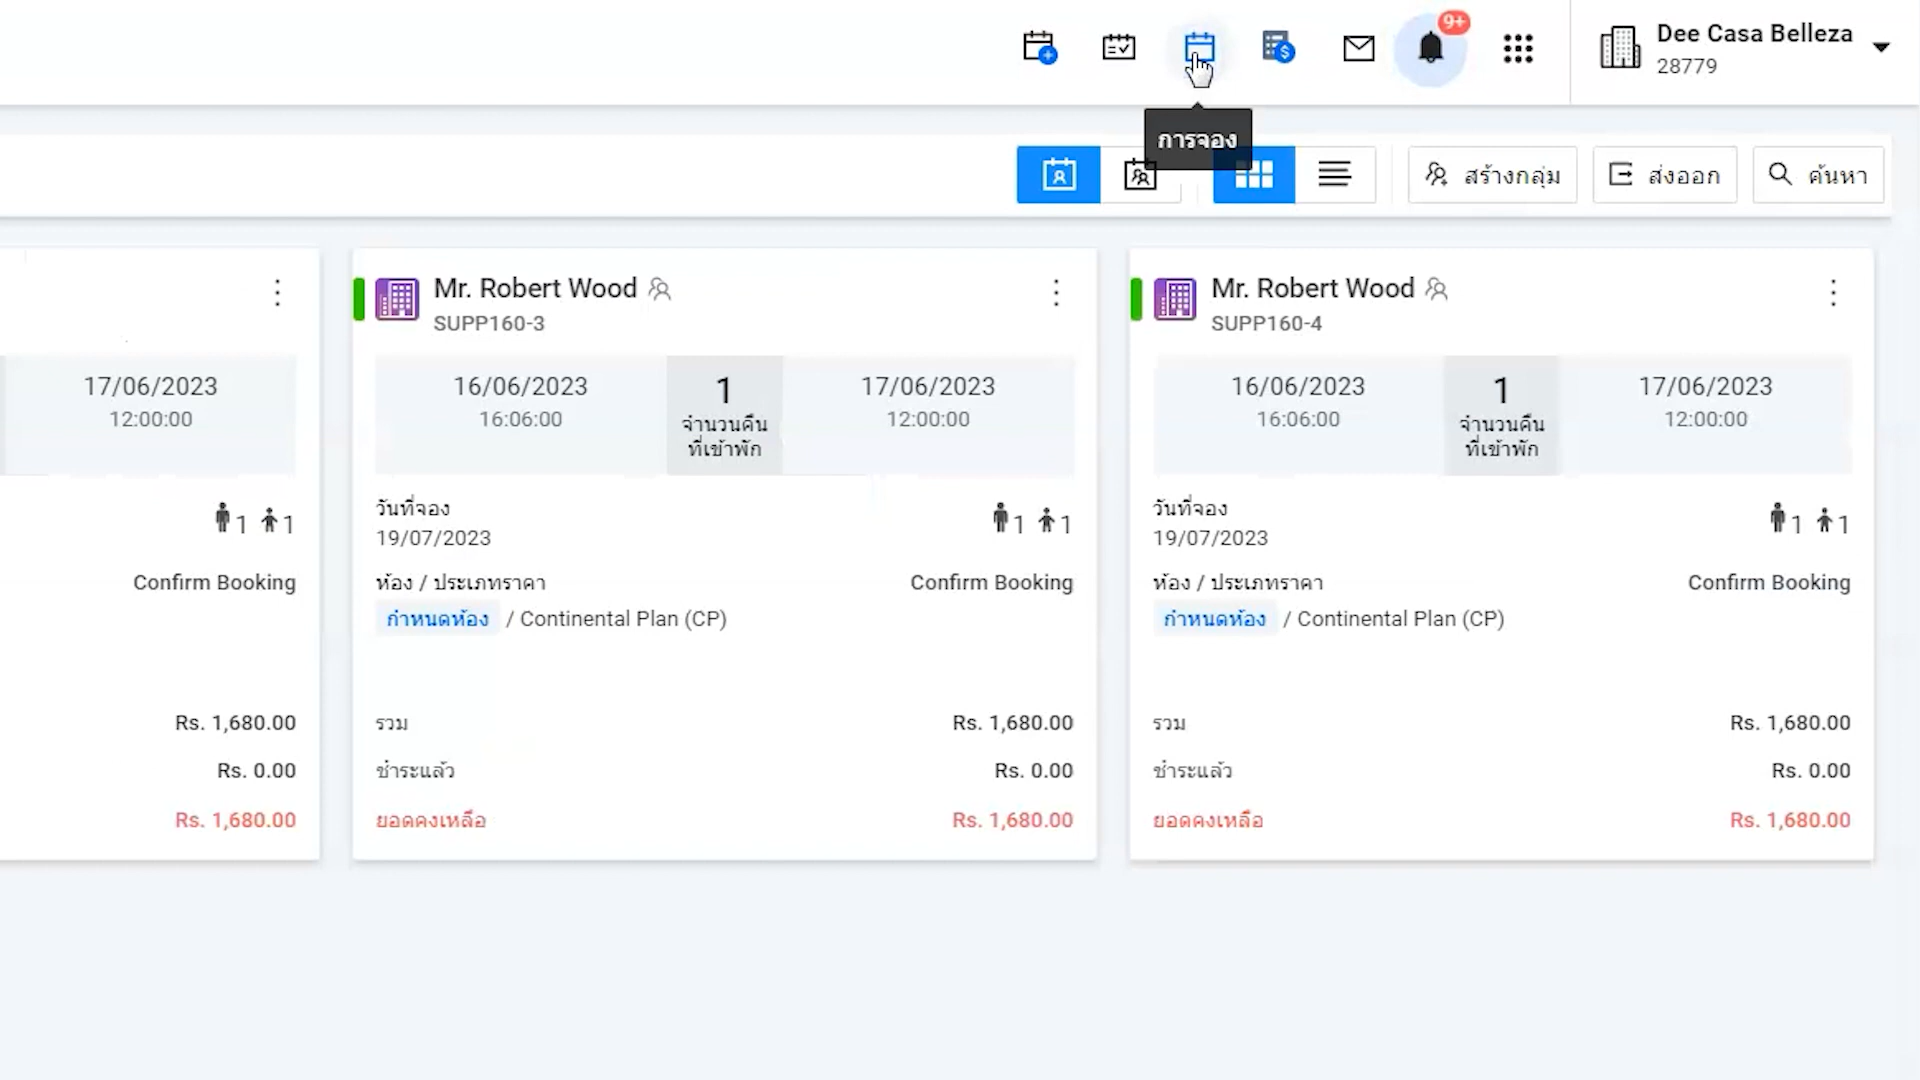 9+
Dee Casa Belleza
28779
การจอง
สร้างกลุ่ม
ส่งออก
ค้นหา
17/06/2023
12:00:00
1 1
Confirm Booking
Rs. 1,680.00
Rs. 0.00
Rs. 1,680.00
Mr. Robert Wood
SUPP160-3
16/06/2023
16:06:00
1
จำนวนคืน
ที่เข้าพัก
17/06/2023
12:00:00
วันที่จอง
19/07/2023
1 1
ห้อง / ประเภทราคา
Confirm Booking
กำหนดห้อง / Continental Plan (CP)
รวม Rs. 1,680.00
ชำระแล้ว Rs. 0.00
ยอดคงเหลือ Rs. 1,680.00
Mr. Robert Wood
SUPP160-4
16/06/2023
16:06:00
1
จำนวนคืน
ที่เข้าพัก
17/06/2023
12:00:00
วันที่จอง
19/07/2023
1 1
ห้อง / ประเภทราคา
Confirm Booking
กำหนดห้อง / Continental Plan (CP)
รวม Rs. 1,680.00
ชำระแล้ว Rs. 0.00
ยอดคงเหลือ Rs. 1,680.00